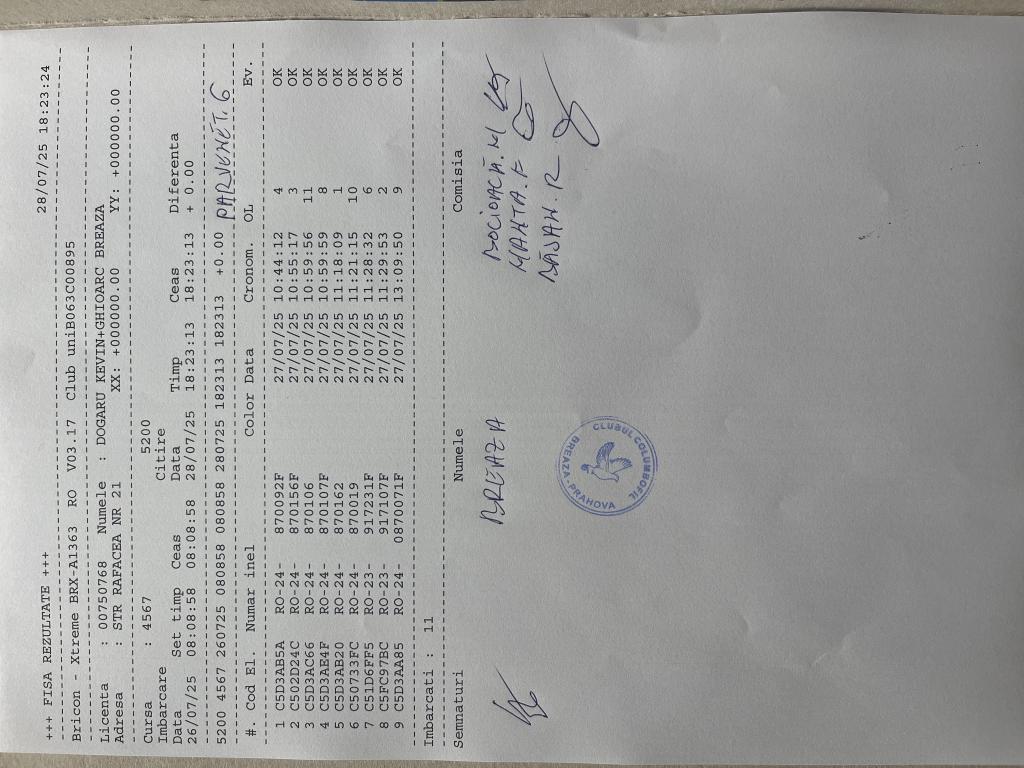 +++ FISA REZULTATE +++ 28/07/25 18:23:24
Bricon - Xtreme BRX-A1363 RO V03.17 Club uniB063C00895
Licenta : 00750768 Numele : DOGARU KEVIN+GHIOARC BREAZA
Adresa : STR RAFACEA NR 21 XX: +000000.00 YY: +000000.00
Cursa : 4567 5200
Imbarcare Citire
Data Set timp Ceas Data Timp Ceas Diferenta
26/07/25 08:08:58 08:08:58 28/07/25 18:23:13 18:23:13 + 0.00
5200 4567 260725 080858 080858 280725 182313 182313 +0.00 PARVENET.G
#. Cod El. Numar inel Color Data Cronom. OL Ev.
1 C5D3AB5A RO-24- 870092F 27/07/25 10:44:12 4 OK
2 C502D24C RO-24- 870156F 27/07/25 10:55:17 3 OK
3 C5D3AC66 RO-24- 870106 27/07/25 10:59:56 11 OK
4 C5D3AE4F RO-24- 870107F 27/07/25 10:59:59 8 OK
5 C5D3AB20 RO-24- 870162 27/07/25 11:18:09 1 OK
6 C50733FC RO-24- 870019 27/07/25 11:21:15 10 OK
7 C51D6FF5 RO-23- 917231F 27/07/25 11:28:32 6 OK
8 C5FC97BC RO-23- 917107F 27/07/25 11:29:53 2 OK
9 C5D3AA85 RO-24- 0870071F 27/07/25 13:09:50 9 OK
Imbarcati : 11
Semnaturi Numele Comisia
BREAZA
MANTA.F
CLUBUL COLUMBOFIL
BREAZA-PRAHOVA